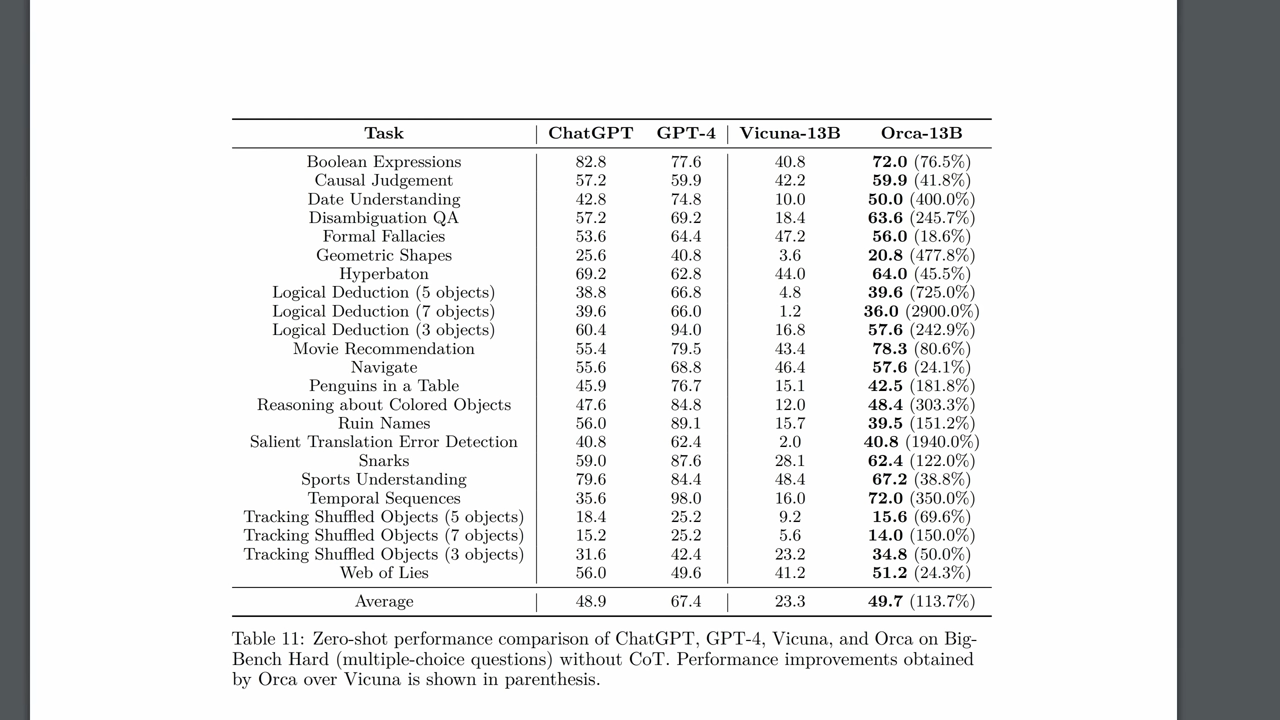 Task ChatGPT GPT-4 Vicuna-13B Orca-13B
Boolean Expressions 82.8 77.6 40.8 72.0 (76.5%)
Causal Judgement 57.2 59.9 42.2 59.9 (41.8%)
Date Understanding 42.8 74.8 10.0 50.0 (400.0%)
Disambiguation QA 57.2 69.2 18.4 63.6 (245.7%)
Formal Fallacies 53.6 64.4 47.2 56.0 (18.6%)
Geometric Shapes 25.6 40.8 3.6 20.8 (477.8%)
Hyperbaton 69.2 62.8 44.0 64.0 (45.5%)
Logical Deduction (5 objects) 38.8 66.8 4.8 39.6 (725.0%)
Logical Deduction (7 objects) 39.6 66.0 1.2 36.0 (2900.0%)
Logical Deduction (3 objects) 60.4 94.0 16.8 57.6 (242.9%)
Movie Recommendation 55.4 79.5 43.4 78.3 (80.6%)
Navigate 55.6 68.8 46.4 57.6 (24.1%)
Penguins in a Table 45.9 76.7 15.1 42.5 (181.8%)
Reasoning about Colored Objects 47.6 84.8 12.0 48.4 (303.3%)
Ruin Names 56.0 89.1 15.7 39.5 (151.2%)
Salient Translation Error Detection 40.8 62.4 2.0 40.8 (1940.0%)
Snarks 59.0 87.6 28.1 62.4 (122.0%)
Sports Understanding 79.6 84.4 48.4 67.2 (38.8%)
Temporal Sequences 35.6 98.0 16.0 72.0 (350.0%)
Tracking Shuffled Objects (5 objects) 18.4 25.2 9.2 15.6 (69.6%)
Tracking Shuffled Objects (7 objects) 15.2 25.2 5.6 14.0 (150.0%)
Tracking Shuffled Objects (3 objects) 31.6 42.4 23.2 34.8 (50.0%)
Web of Lies 56.0 49.6 41.2 51.2 (24.3%)
Average 48.9 67.4 23.3 49.7 (113.7%)
Table 11: Zero-shot performance comparison of ChatGPT, GPT-4, Vicuna, and Orca on Big-
Bench Hard (multiple-choice questions) without CoT. Performance improvements obtained
by Orca over Vicuna is shown in parenthesis.